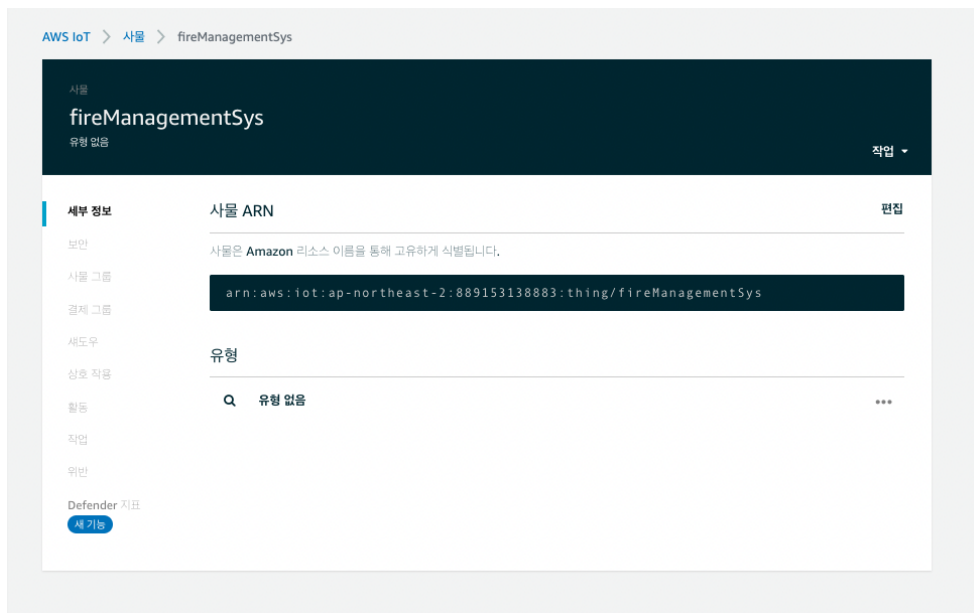 AWS IoT > 사물 > fireManagementSys
사물
fireManagementSys
유형 없음
작업
세부 정보
보안
사물 그룹
결제 그룹
섀도우
상호 작용
활동
작업
위반
Defender 지표
새 기능
사물 ARN
편집
사물은 Amazon 리소스 이름을 통해 고유하게 식별됩니다.
arn:aws:iot:ap-northeast-2:889153138883:thing/fireManagementSys
유형
유형 없음